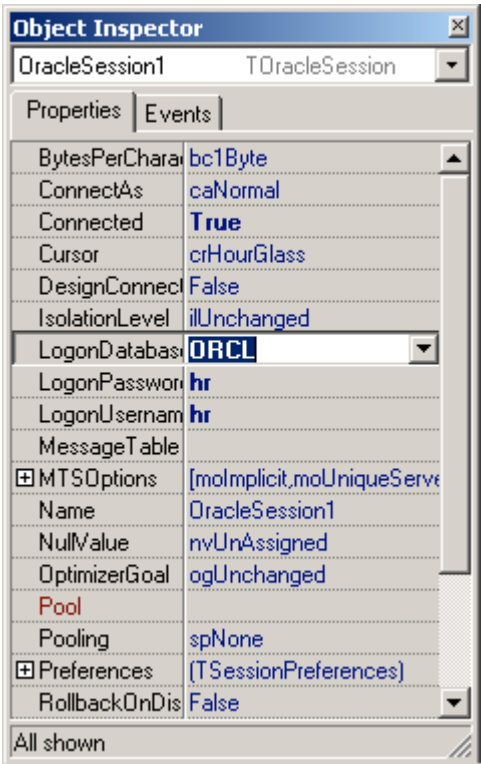 Object Inspector
OracleSession1 TOracleSession
Properties Events
BytesPerChara bc1Byte
ConnectAs caNormal
Connected True
Cursor crHourGlass
DesignConnect False
IsolationLevel ilUnchanged
LogonDatabas ORCL
LogonPasswor hr
LogonUsernam hr
MessageTable
MTSOptions [moImplicit,moUniqueServe
Name OracleSession1
NullValue nvUnAssigned
OptimizerGoal ogUnchanged
Pool
Pooling spNone
Preferences (TSessionPreferences)
RollbackOnDis False
All shown